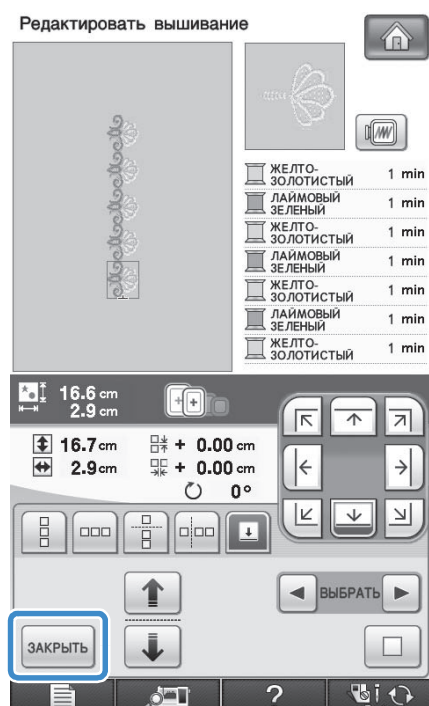 Редактировать вышивание
ЖЕЛТО-
ЗОЛОТИСТЫЙ 1 min
ЛАЙМОВЫЙ
ЗЕЛЕНЫЙ 1 min
ЖЕЛТО-
ЗОЛОТИСТЫЙ 1 min
ЛАЙМОВЫЙ
ЗЕЛЕНЫЙ 1 min
ЖЕЛТО-
ЗОЛОТИСТЫЙ 1 min
ЛАЙМОВЫЙ
ЗЕЛЕНЫЙ 1 min
ЖЕЛТО-
ЗОЛОТИСТЫЙ 1 min
16.6 cm
2.9 cm
16.7 cm + 0.00 cm
2.9 cm + 0.00 cm
0°
ВЫБРАТЬ
ЗАКРЫТЬ
? i